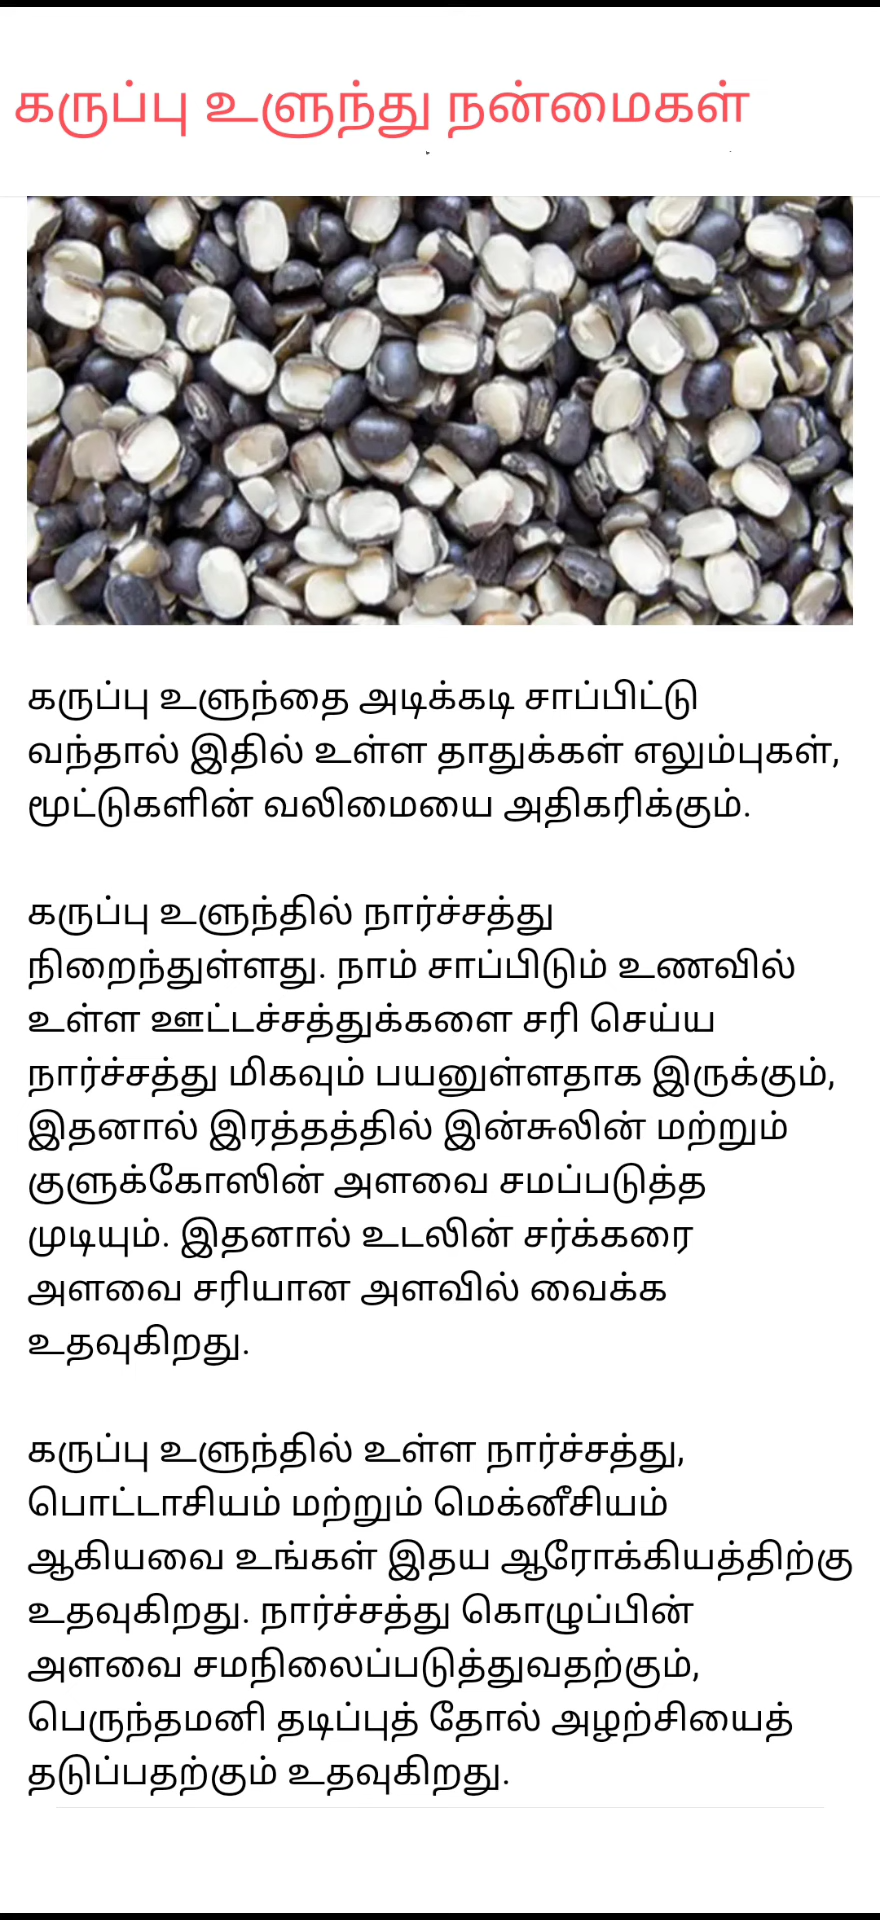 கருப்பு உளுந்து நன்மைகள்
கருப்பு உளுந்தை அடிக்கடி சாப்பிட்டு
வந்தால் இதில் உள்ள தாதுக்கள் எலும்புகள்,
மூட்டுகளின் வலிமையை அதிகரிக்கும்.
கருப்பு உளுந்தில் நார்ச்சத்து
நிறைந்துள்ளது. நாம் சாப்பிடும் உணவில்
உள்ள ஊட்டச்சத்துக்களை சரி செய்ய
நார்ச்சத்து மிகவும் பயனுள்ளதாக இருக்கும்,
இதனால் இரத்தத்தில் இன்சுலின் மற்றும்
குளுக்கோஸின் அளவை சமப்படுத்த
முடியும். இதனால் உடலின் சர்க்கரை
அளவை சரியான அளவில் வைக்க
உதவுகிறது.
கருப்பு உளுந்தில் உள்ள நார்ச்சத்து,
பொட்டாசியம் மற்றும் மெக்னீசியம்
ஆகியவை உங்கள் இதய ஆரோக்கியத்திற்கு
உதவுகிறது. நார்ச்சத்து கொழுப்பின்
அளவை சமநிலைப்படுத்துவதற்கும்,
பெருந்தமனி தடிப்புத் தோல் அழற்சியைத்
தடுப்பதற்கும் உதவுகிறது.